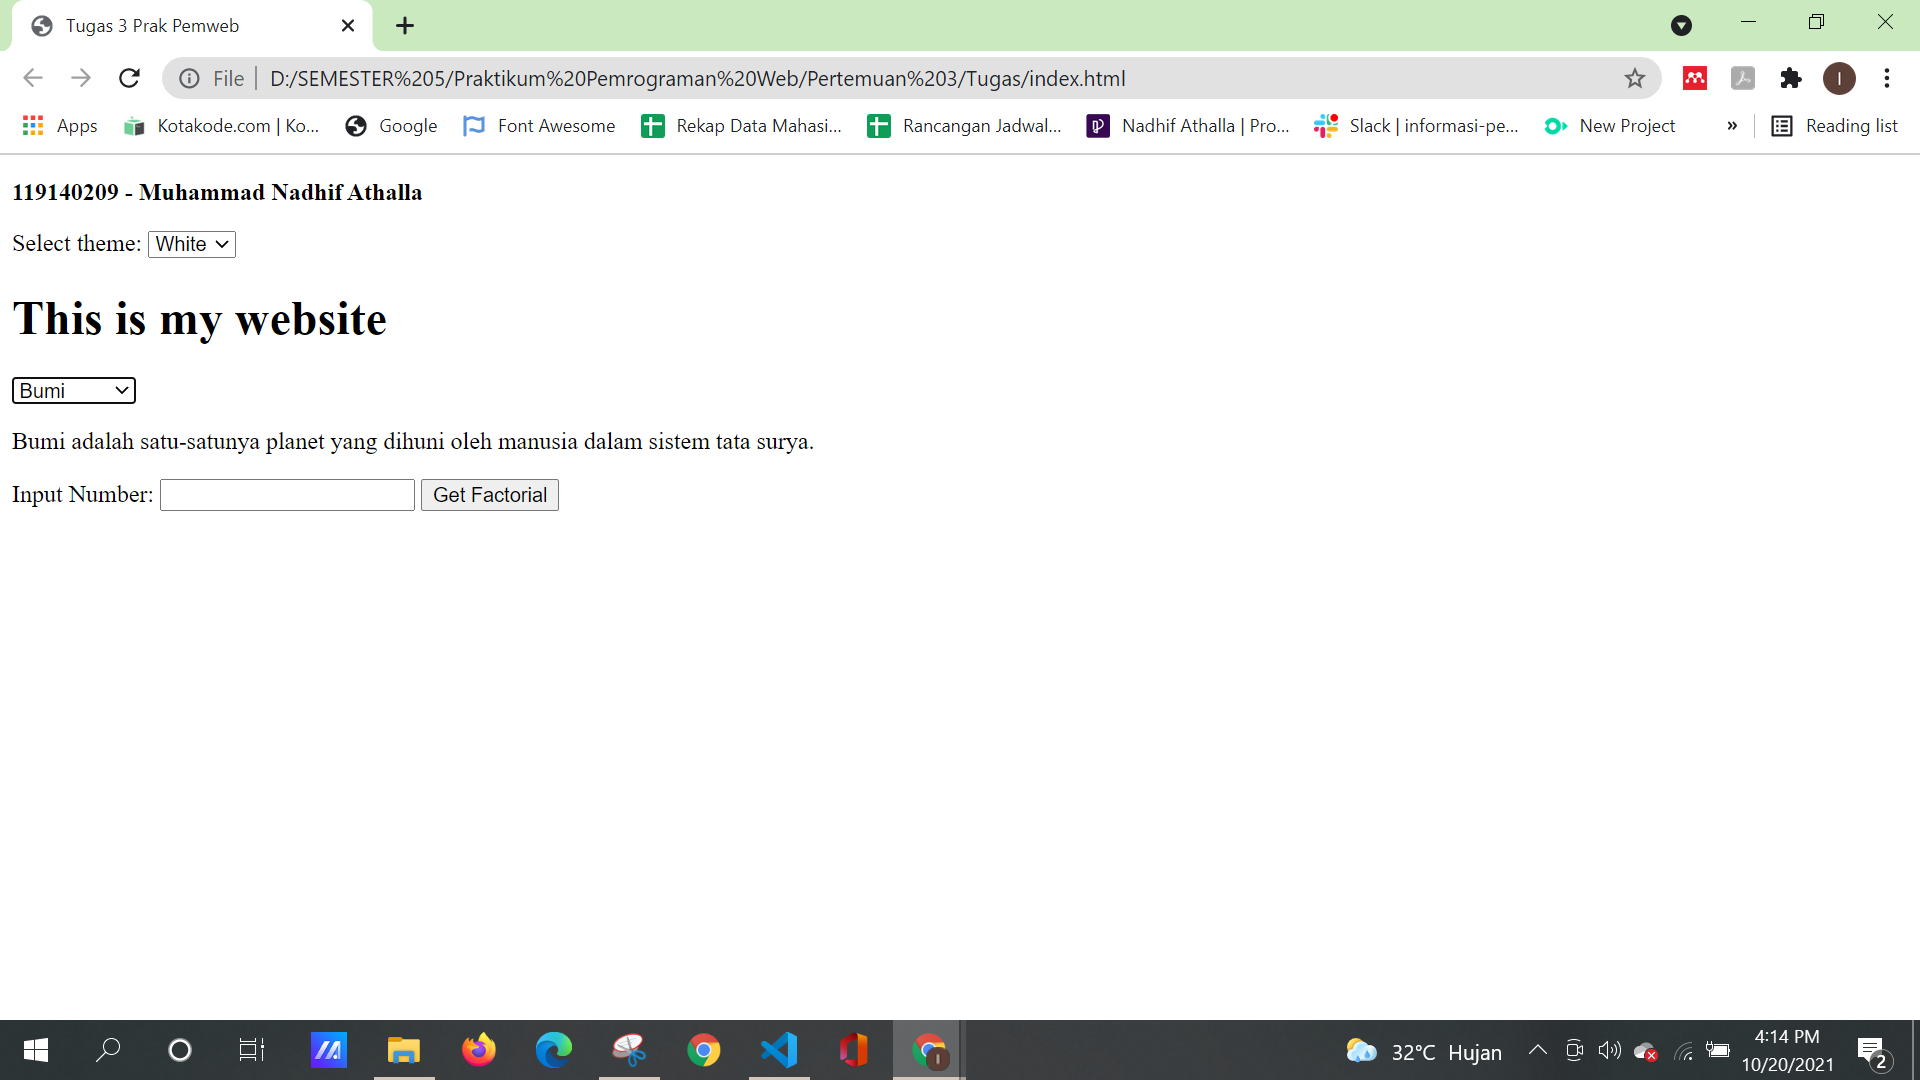 Tugas 3 Prak Pemweb
File D:/SEMESTER%205/Praktikum%20Pemrograman%20Web/Pertemuan%203/Tugas/index.html
I
Apps Kotakode.com | Ko... Google Font Awesome Rekap Data Mahasi... Rancangan Jadwal... Nadhif Athalla | Pro... Slack | informasi-pe... New Project » Reading list
119140209 - Muhammad Nadhif Athalla
Select theme: White
This is my website
Bumi
Bumi adalah satu-satunya planet yang dihuni oleh manusia dalam sistem tata surya.
Input Number: Get Factorial
32°C Hujan
4:14 PM
10/20/2021
2